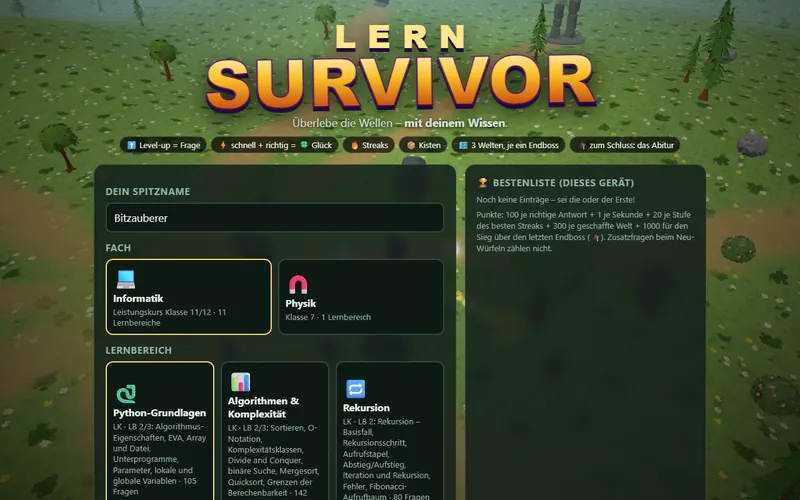 LERN
SURVIVOR
Überlebe die Wellen – mit deinem Wissen.
Level-up = Frage
schnell + richtig = Glück
Streaks
Kisten
3 Welten, je ein Endboss
zum Schluss: das Abitur
DEIN SPITZNAME
Bitzauberer
FACH
Informatik
Leistungskurs Klasse 11/12 · 11
Lernbereiche
Physik
Klasse 7 · 1 Lernbereich
LERNBEREICH
Python-Grundlagen
LK · LB 2/3: Algorithmus-
Eigenschaften, EVA, Array
und Datei,
Unterprogramme,
Parameter, lokale und
globale Variablen · 105
Fragen
Algorithmen &
Komplexität
LK · LB 2/3: Sortieren, O-
Notation,
Komplexitätsklassen,
Divide and Conquer,
binäre Suche, Mergesort,
Quicksort, Grenzen der
Berechenbarkeit · 142
Rekursion
LK · LB 2: Rekursion –
Basisfall,
Rekursionsschritt,
Aufrufstapel,
Abstieg/Aufstieg,
Iteration und Rekursion,
Fehler, Fibonacci-
Aufrufbaum · 80 Fragen
BESTENLISTE (DIESES GERÄT)
Noch keine Einträge – sei die oder der Erste!
Punkte: 100 je richtige Antwort + 1 je Sekunde + 20 je Stufe
des besten Streaks + 300 je geschaffte Welt + 1000 für den
Sieg über den letzten Endboss ( ). Zusatzfragen beim Neu-
Würfeln zählen nicht.